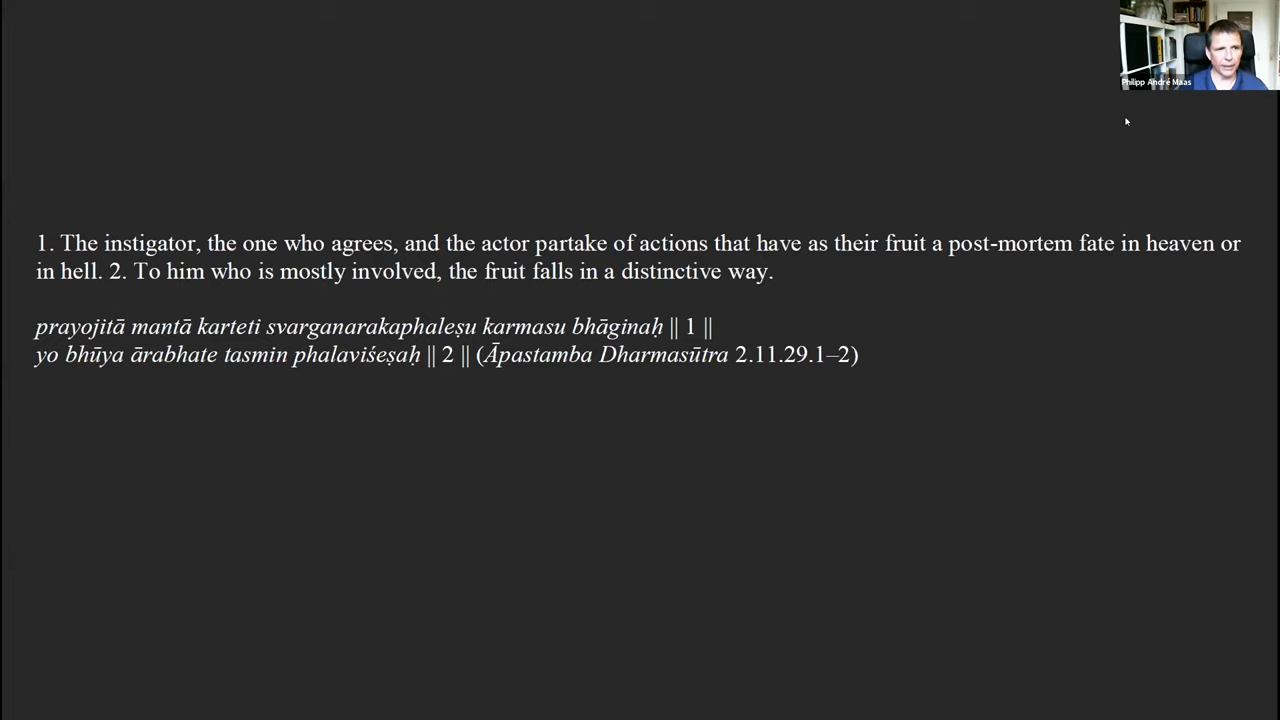 Philipp André Maas
1. The instigator, the one who agrees, and the actor partake of actions that have as their fruit a post-mortem fate in heaven or
in hell. 2. To him who is mostly involved, the fruit falls in a distinctive way.
prayojitā mantā karteti svarganarakaphaleṣu karmasu bhāginaḥ || 1 ||
yo bhūya ārabhate tasmin phalaviśeṣaḥ || 2 || (Āpastamba Dharmasūtra 2.11.29.1–2)